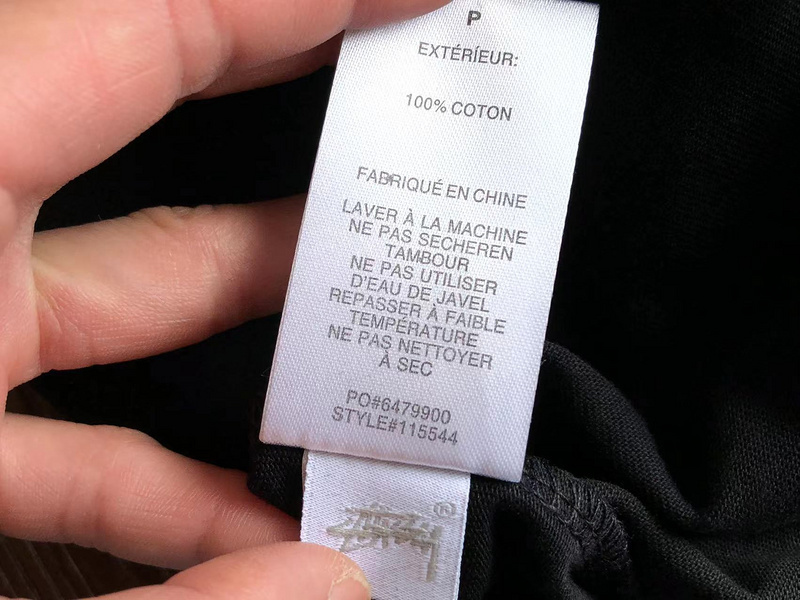 P
EXTÉRÍEUR:
100% COTON
FABRIQUÉ EN CHINE
LAVER À LA MACHINE
NE PAS SECHEREN
TAMBOUR
NE PAS UTILISER
D'EAU DE JAVEL
REPASSER À FAIBLE
TEMPÉRATURE
NE PAS NETTOYER
À SEC
PO#6479900
STYLE#115544
®